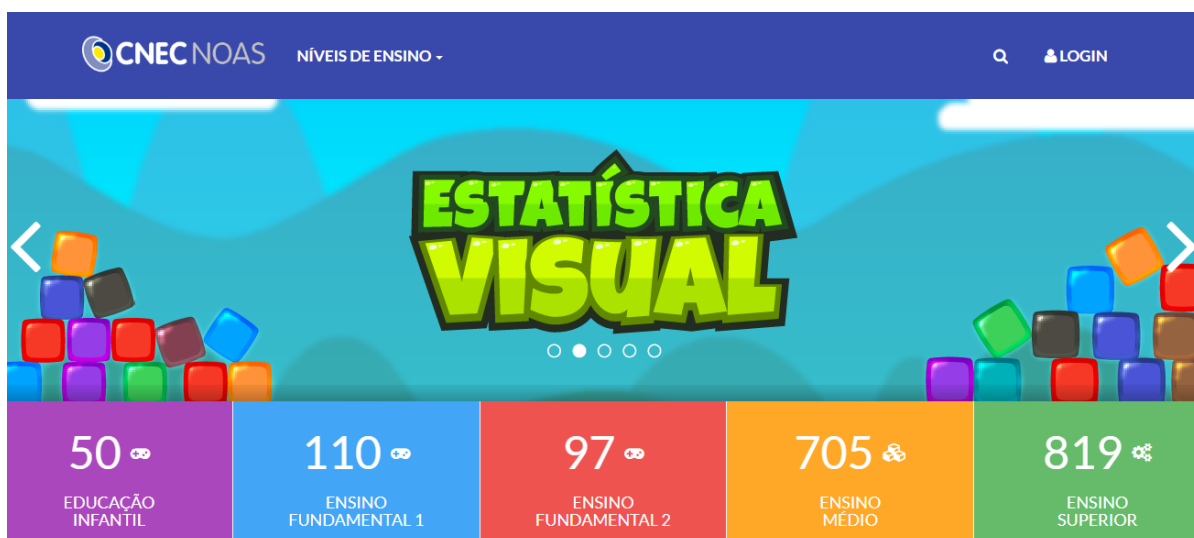 CNEC NOAS NÍVEIS DE ENSINO LOGIN
ESTATÍSTICA
VISUAL
50
EDUCAÇÃO
INFANTIL
110
ENSINO
FUNDAMENTAL 1
97
ENSINO
FUNDAMENTAL 2
705
ENSINO
MÉDIO
819
ENSINO
SUPERIOR